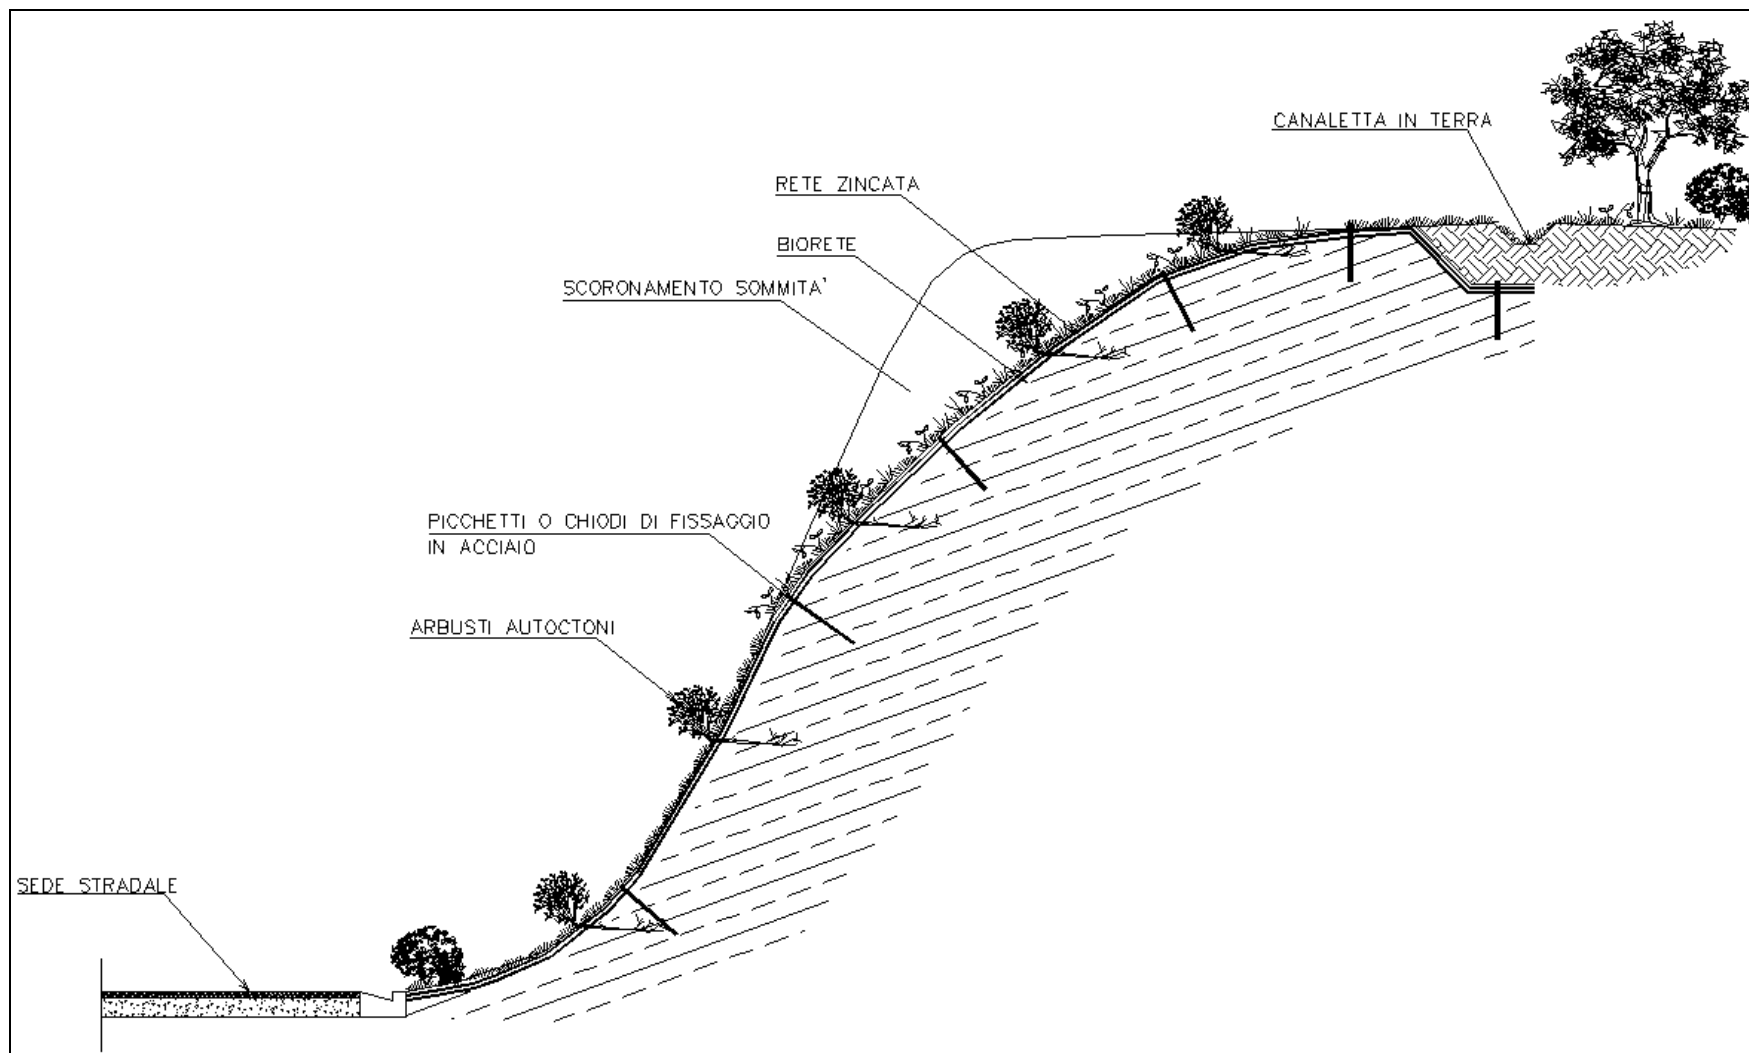 CANALETTA IN TERRA
RETE ZINCATA
BIORETE
SCORONAMENTO SOMMITA'
PICCHETTI O CHIODI DI FISSAGGIO
IN ACCIAIO
ARBUSTI AUTOCTONI
SEDE STRADALE